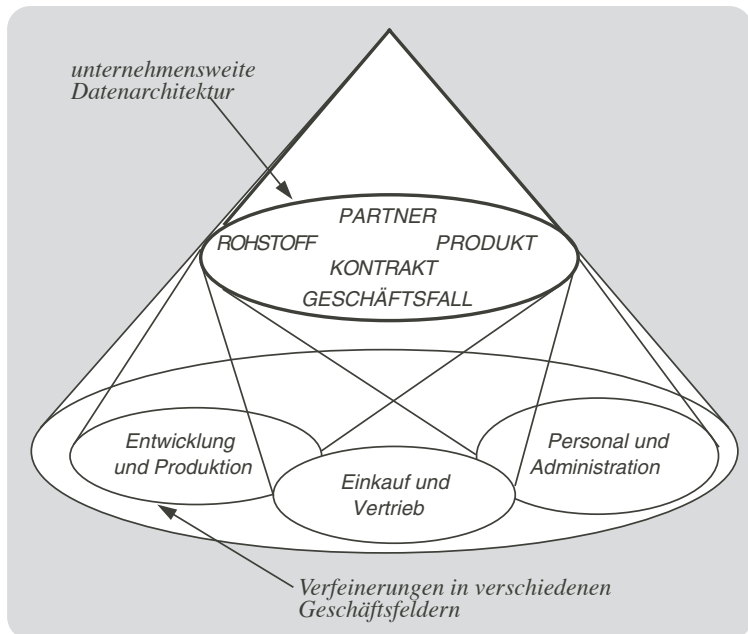 unternehmensweite
Datenarchitektur
PARTNER
ROHSTOFF PRODUKT
KONTRAKT
GESCHÄFTSFALL
Entwicklung
und Produktion
Einkauf und
Vertrieb
Personal und
Administration
Verfeinerungen in verschiedenen
Geschäftsfeldern